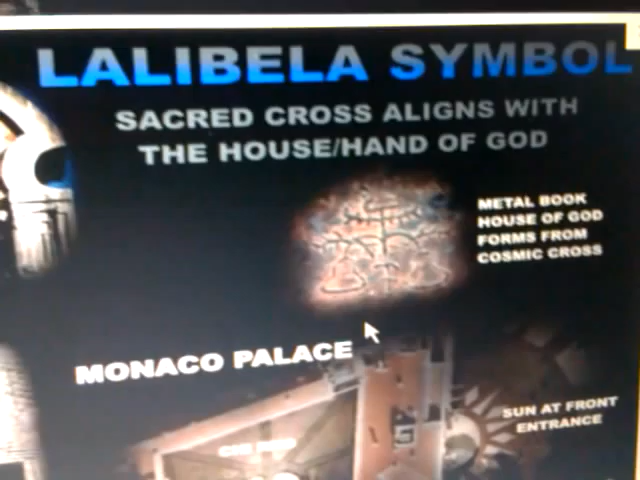 LALIBELA SYMBOL
SACRED CROSS ALIGNS WITH
THE HOUSE/HAND OF GOD
METAL BOOK
HOUSE OF GOD
FORMS FROM
COSMIC CROSS
MONACO PALACE
SUN AT FRONT
ENTRANCE